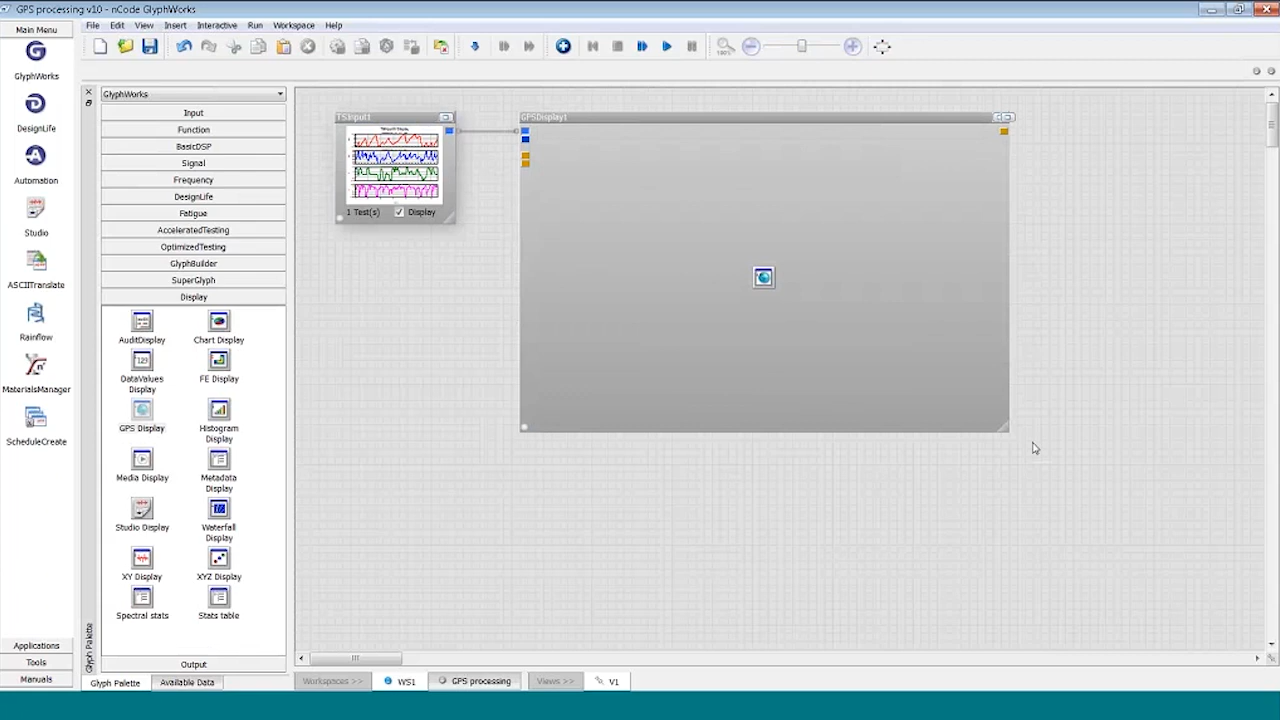 GPS processing v10 - nCode GlyphWorks
Main Menu
File Edit View Insert Interactive Run Workspace Help
GlyphWorks
DesignLife
Automation
Studio
ASCIITranslate
Rainflow
MaterialsManager
ScheduleCreate
Applications
Tools
Manuals
GlyphWorks
Input
Function
BasicDSP
Signal
Frequency
DesignLife
Fatigue
AcceleratedTesting
OptimizedTesting
GlyphBuilder
SuperGlyph
Display
AuditDisplay Chart Display
DataValues Display FE Display
GPS Display Histogram Display
Media Display Metadata Display
Studio Display Waterfall Display
XY Display XYZ Display
Spectral stats Stats table
Output
Glyph Palette
Glyph Palette Available Data
100%
TSInput1
1 Test(s) Display
GPSDisplay1
Workspaces >> WS1 GPS processing Views >> V1